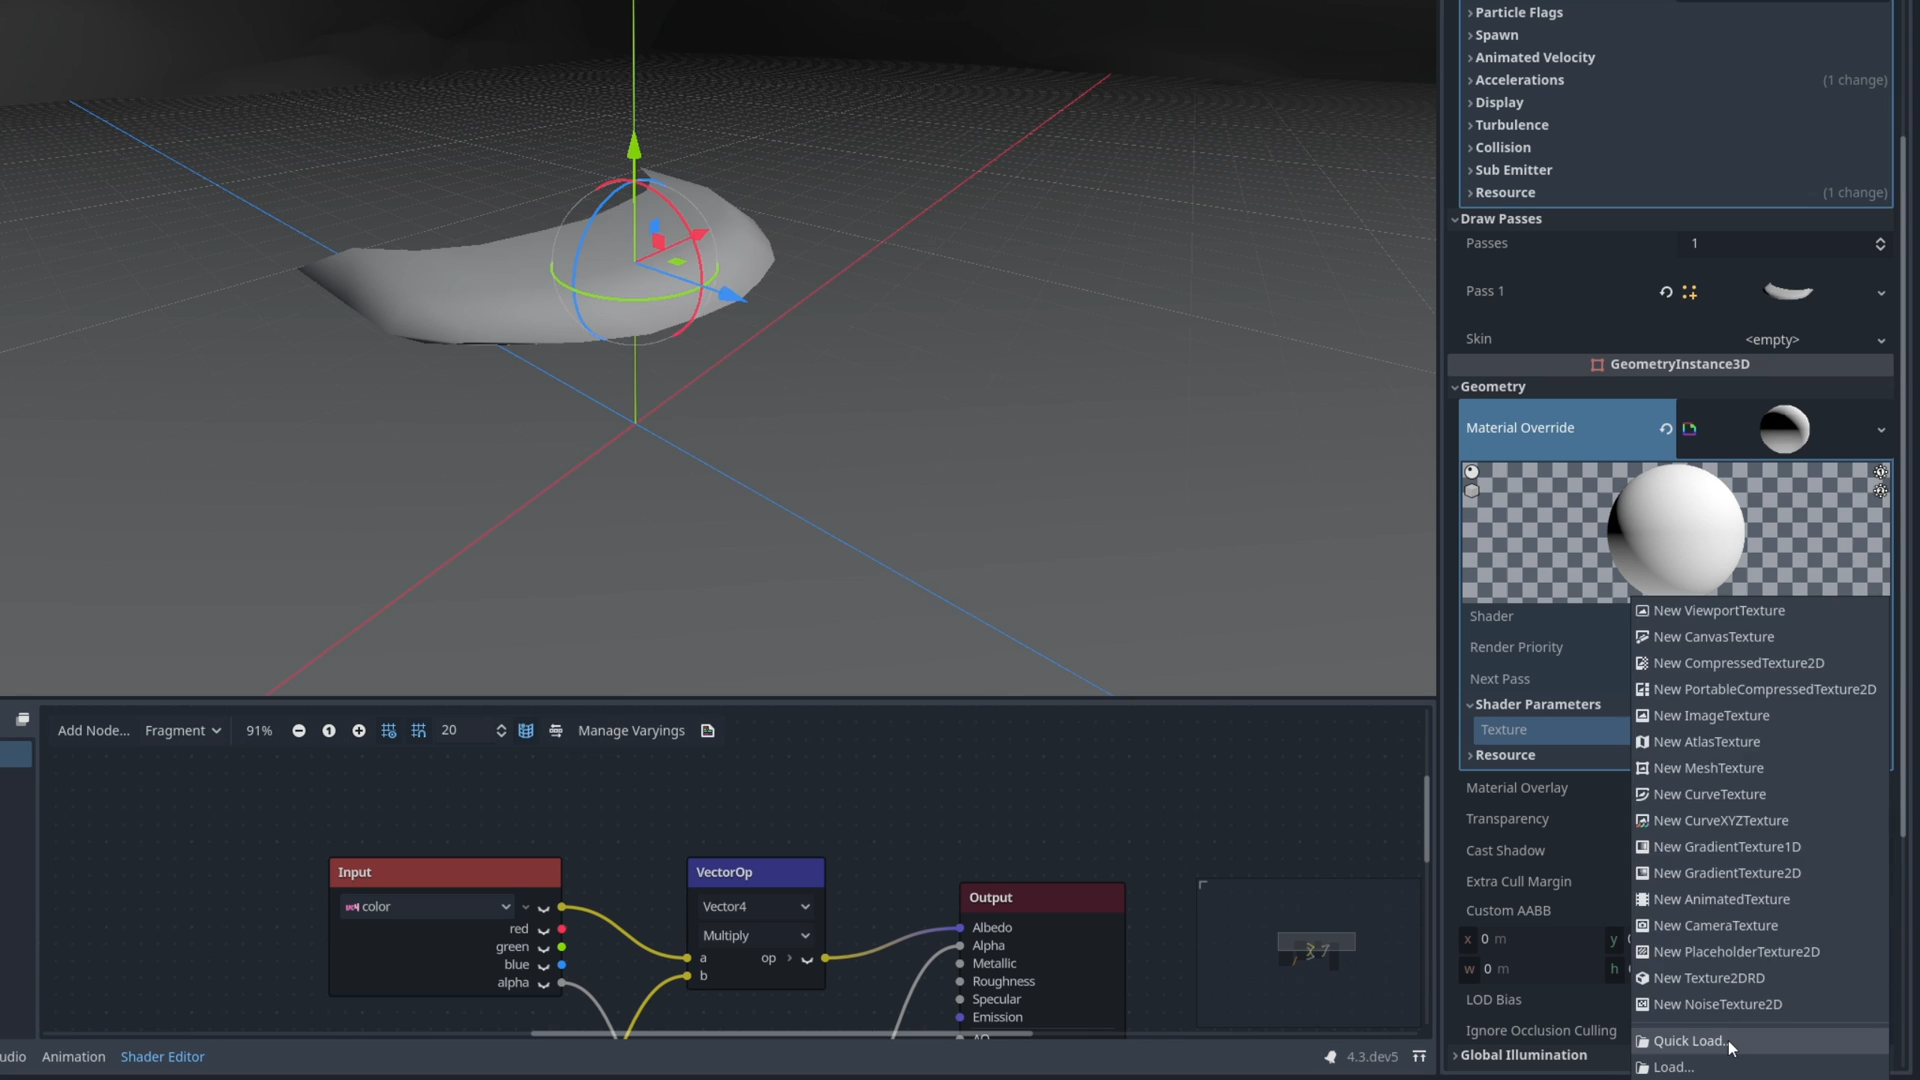 Particle Flags
Spawn
Animated Velocity
Accelerations (1 change)
Display
Turbulence
Collision
Sub Emitter
Resource (1 change)
Draw Passes
Passes 1
Pass 1
Skin <empty>
GeometryInstance3D
Geometry
Material Override
Shader
Render Priority
Next Pass
Shader Parameters
Texture
Resource
Material Overlay
Transparency
Cast Shadow
Extra Cull Margin
Custom AABB
x 0 m y
w 0 m h
LOD Bias
Ignore Occlusion Culling
Global Illumination
New ViewportTexture
New CanvasTexture
New CompressedTexture2D
New PortableCompressedTexture2D
New ImageTexture
New AtlasTexture
New MeshTexture
New CurveTexture
New CurveXYZTexture
New GradientTexture1D
New GradientTexture2D
New AnimatedTexture
New CameraTexture
New PlaceholderTexture2D
New Texture2DRD
New NoiseTexture2D
Quick Load...
Load...
Add Node... Fragment 91% 20 Manage Varyings
Input
color
red
green
blue
alpha
VectorOp
Vector4
Multiply
a op
b
Output
Albedo
Alpha
Metallic
Roughness
Specular
Emission
udio Animation Shader Editor 4.3.dev5